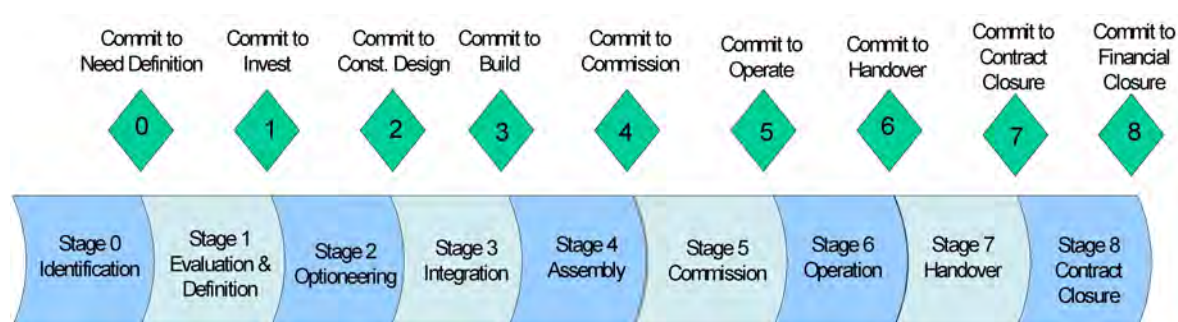 Commit to
Need Definition
Commit to
Invest
Commit to
Const. Design
Commit to
Build
Commit to
Commission
Commit to
Operate
Commit to
Handover
Commit to
Contract
Closure
Commit to
Financial
Closure
0
1
2
3
4
5
6
7
8
Stage 0
Identification
Stage 1
Evaluation &
Definition
Stage 2
Optioneering
Stage 3
Integration
Stage 4
Assembly
Stage 5
Commission
Stage 6
Operation
Stage 7
Handover
Stage 8
Contract
Closure